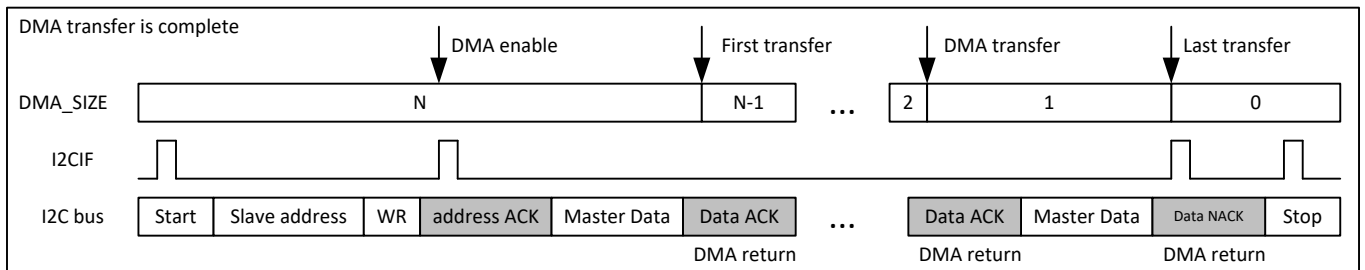 DMA transfer is complete
DMA enable First transfer DMA transfer Last transfer
DMA_SIZE N N-1 ... 2 1 0
I2CIF
I2C bus Start Slave address WR address ACK Master Data Data ACK ... Data ACK Master Data Data NACK Stop
DMA return DMA return DMA return